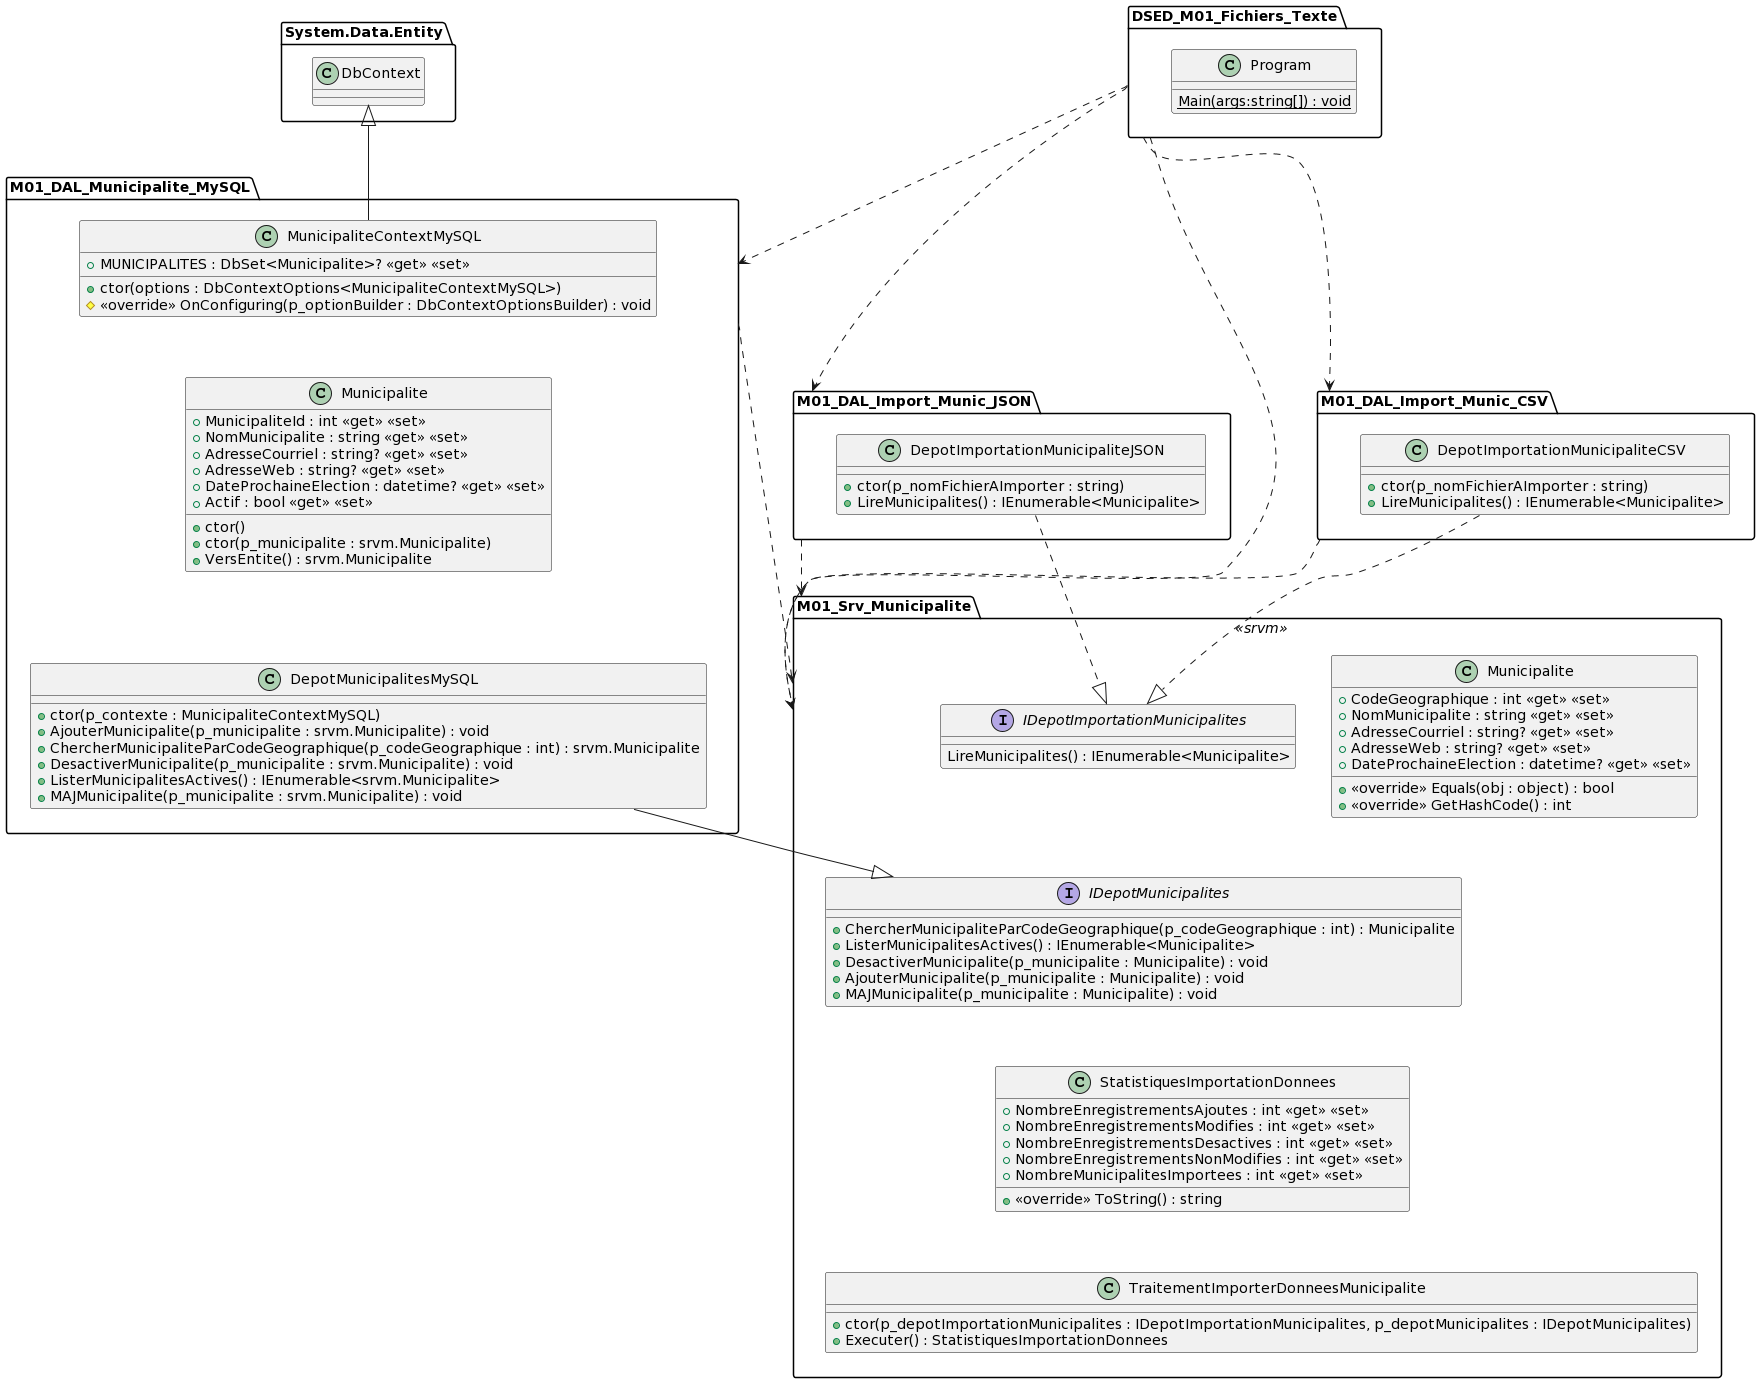 System.Data.Entity
C DbContext
DSED_M01_Fichiers_Texte
C Program
Main(args:string[]) : void
M01_DAL_Municipalite_MySQL
C MunicipaliteContextMySQL
MUNICIPALITES : DbSet<Municipalite>? «get» «set»
ctor(options : DbContextOptions<MunicipaliteContextMySQL>)
«override» OnConfiguring(p_optionBuilder : DbContextOptionsBuilder) : void
C Municipalite
MunicipaliteId : int «get» «set»
NomMunicipalite : string «get» «set»
AdresseCourriel : string? «get» «set»
AdresseWeb : string? «get» «set»
DateProchaineElection : datetime? «get» «set»
Actif : bool «get» «set»
ctor()
ctor(p_municipalite : srvm.Municipalite)
VersEntite() : srvm.Municipalite
C DepotMunicipalitesMySQL
ctor(p_contexte : MunicipaliteContextMySQL)
AjouterMunicipalite(p_municipalite : srvm.Municipalite) : void
ChercherMunicipaliteParCodeGeographique(p_codeGeographique : int) : srvm.Municipalite
DesactiverMunicipalite(p_municipalite : srvm.Municipalite) : void
ListerMunicipalitesActives() : IEnumerable<srvm.Municipalite>
MAJMunicipalite(p_municipalite : srvm.Municipalite) : void
M01_DAL_Import_Munic_JSON
C DepotImportationMunicipaliteJSON
ctor(p_nomFichierAImporter : string)
LireMunicipalites() : IEnumerable<Municipalite>
M01_DAL_Import_Munic_CSV
C DepotImportationMunicipaliteCSV
ctor(p_nomFichierAImporter : string)
LireMunicipalites() : IEnumerable<Municipalite>
M01_Srv_Municipalite
«srvm»
I IDepotImportationMunicipalites
LireMunicipalites() : IEnumerable<Municipalite>
C Municipalite
CodeGeographique : int «get» «set»
NomMunicipalite : string «get» «set»
AdresseCourriel : string? «get» «set»
AdresseWeb : string? «get» «set»
DateProchaineElection : datetime? «get» «set»
«override» Equals(obj : object) : bool
«override» GetHashCode() : int
I IDepotMunicipalites
ChercherMunicipaliteParCodeGeographique(p_codeGeographique : int) : Municipalite
ListerMunicipalitesActives() : IEnumerable<Municipalite>
DesactiverMunicipalite(p_municipalite : Municipalite) : void
AjouterMunicipalite(p_municipalite : Municipalite) : void
MAJMunicipalite(p_municipalite : Municipalite) : void
C StatistiquesImportationDonnees
NombreEnregistrementsAjoutes : int «get» «set»
NombreEnregistrementsModifies : int «get» «set»
NombreEnregistrementsDesactives : int «get» «set»
NombreEnregistrementsNonModifies : int «get» «set»
NombreMunicipalitesImportees : int «get» «set»
«override» ToString() : string
C TraitementImporterDonneesMunicipalite
ctor(p_depotImportationMunicipalites : IDepotImportationMunicipalites, p_depotMunicipalites : IDepotMunicipalites)
Executer() : StatistiquesImportationDonnees